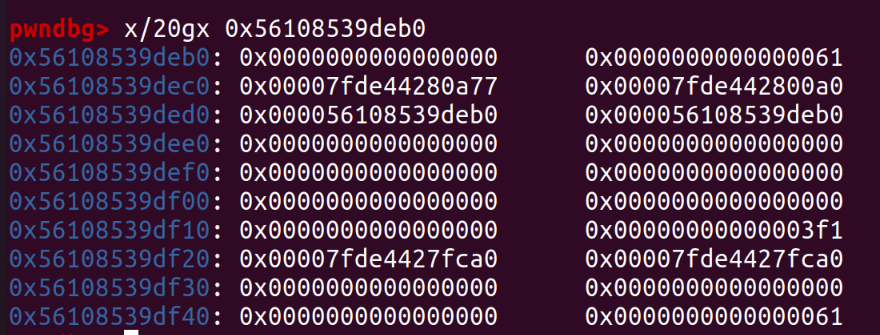 pwndbg> x/20gx 0x56108539deb0
0x56108539deb0: 0x0000000000000000 0x0000000000000061
0x56108539dec0: 0x00007fde44280a77 0x00007fde442800a0
0x56108539ded0: 0x000056108539deb0 0x0000000000000000
0x56108539dee0: 0x0000000000000000 0x0000000000000000
0x56108539def0: 0x0000000000000000 0x0000000000000000
0x56108539df00: 0x0000000000000000 0x0000000000000000
0x56108539df10: 0x0000000000000000 0x00000000000003f1
0x56108539df20: 0x00007fde4427fca0 0x00007fde4427fca0
0x56108539df30: 0x0000000000000000 0x0000000000000000
0x56108539df40: 0x0000000000000000 0x0000000000000061